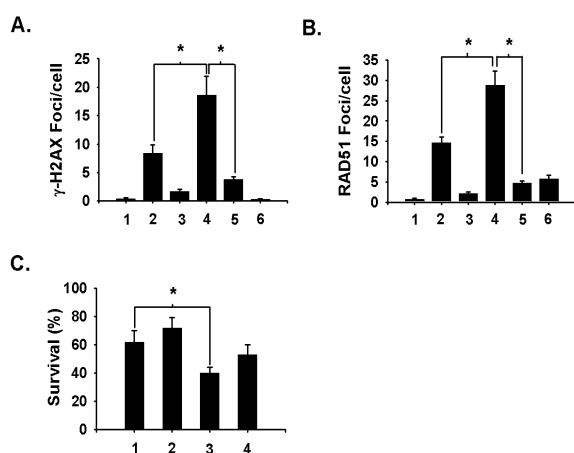 A.
* *
γ-H2AX Foci/cell
25
20
15
10
5
0
1 2 3 4 5 6
B.
* *
RAD51 Foci/cell
35
30
25
20
15
10
5
0
1 2 3 4 5 6
C.
*
Survival (%)
100
80
60
40
20
0
1 2 3 4